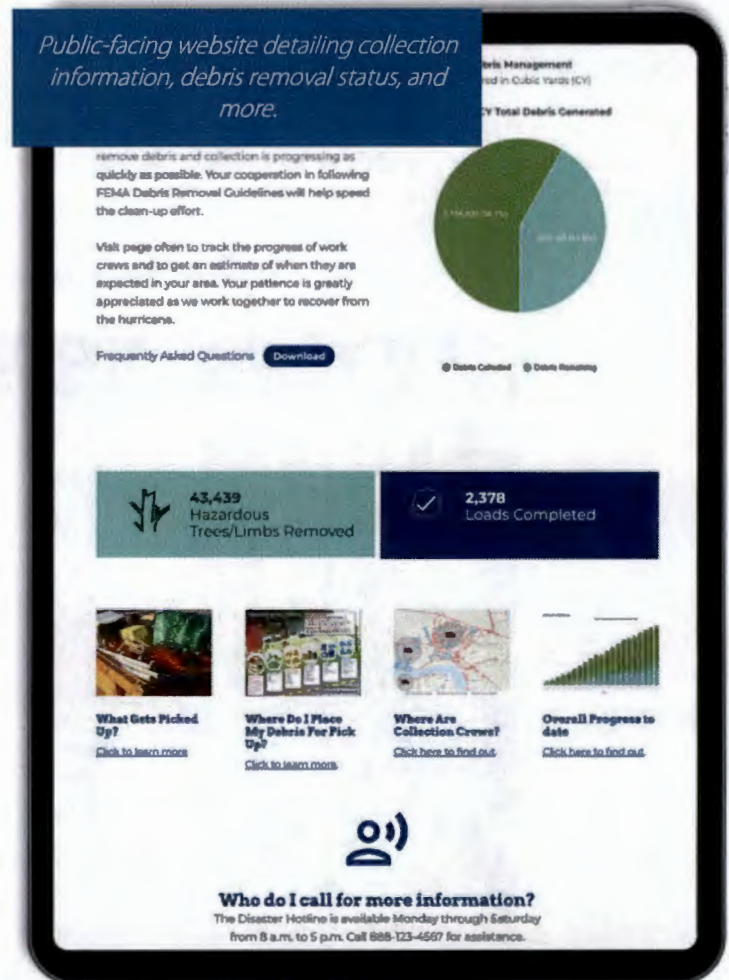 Public-facing website detailing collection
information, debris removal status, and
more.
remove debris and collection is progressing as
quickly as possible. Your cooperation in following
FEMA Debris Removal Guidelines will help speed
the clean-up effort.
Visit page often to track the progress of work
crews and to get an estimate of when they are
expected in your area. Your patience is greatly
appreciated as we work together to recover from
the hurricane.
Frequently Asked Questions Download
Management
in Cubic Yards (CY)
CY Total Debris Generated
Debris Collected Debris Remaining
43,439
Hazardous
Trees/Limbs Removed
2,378
Loads Completed
What Gets Picked
Up?
Click to learn more
Where Do I Place
My Debris For Pick
Up?
Click to learn more
Where Are
Collection Crews?
Click here to find out
Overall Progress to
date
Click here to find out
Who do I call for more information?
The Disaster Hotline is available Monday through Saturday
from 8 a.m. to 5 p.m. Call 888-123-4567 for assistance.